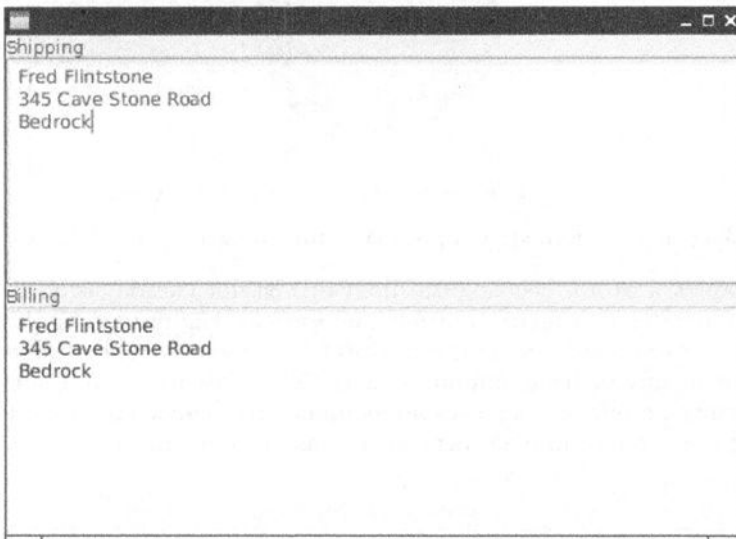 Shipping
Fred Flintstone
345 Cave Stone Road
Bedrock
Billing
Fred Flintstone
345 Cave Stone Road
Bedrock